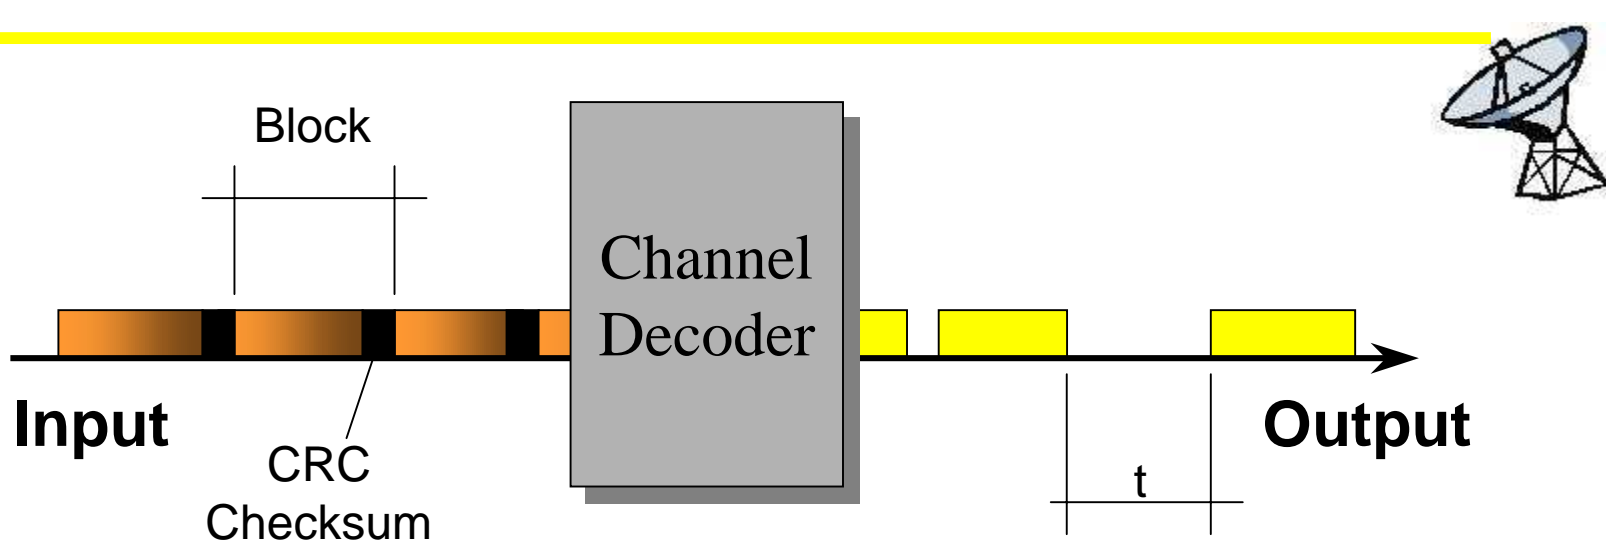 Block
Channel
Decoder
Input
Output
CRC
Checksum
t